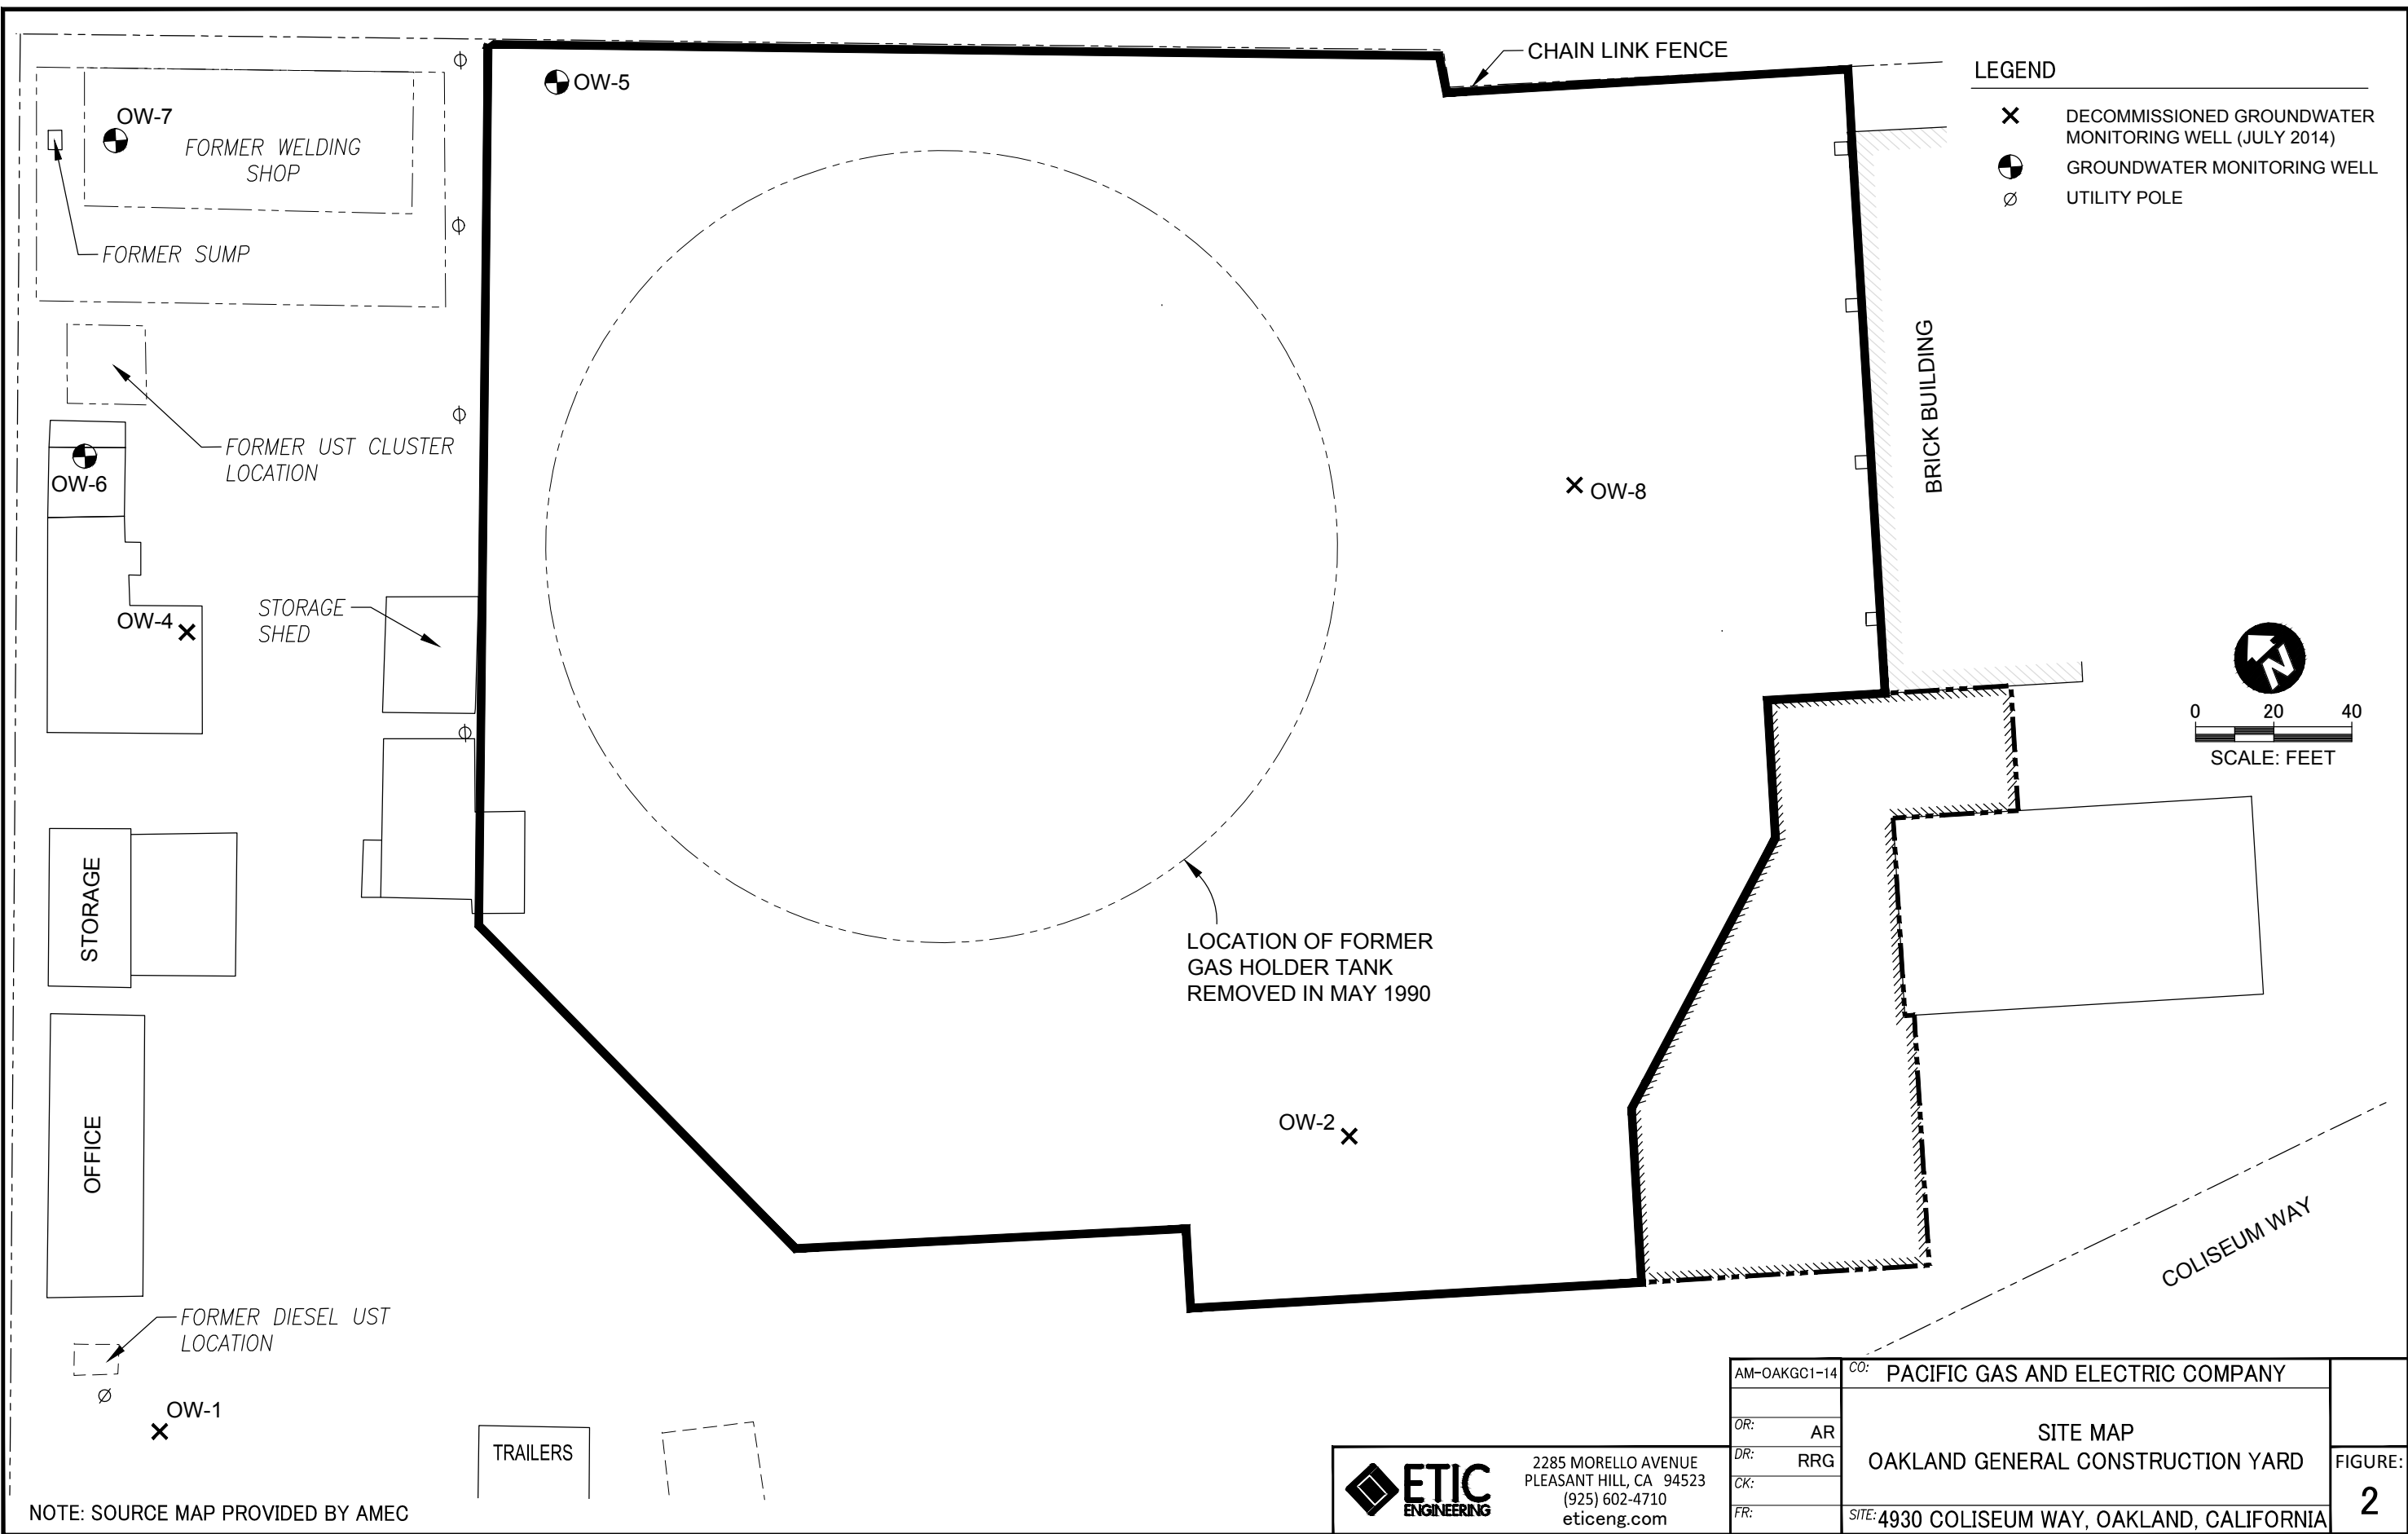 CHAIN LINK FENCE
LEGEND
DECOMMISSIONED GROUNDWATER
MONITORING WELL (JULY 2014)
GROUNDWATER MONITORING WELL
UTILITY POLE
OW-5
OW-7
FORMER WELDING
SHOP
FORMER SUMP
FORMER UST CLUSTER
LOCATION
OW-6
OW-4
STORAGE
SHED
OW-8
BRICK BUILDING
N
0 20 40
SCALE: FEET
STORAGE
LOCATION OF FORMER
GAS HOLDER TANK
REMOVED IN MAY 1990
OFFICE
OW-2
COLISEUM WAY
FORMER DIESEL UST
LOCATION
OW-1
TRAILERS
NOTE: SOURCE MAP PROVIDED BY AMEC
ETIC
ENGINEERING
2285 MORELLO AVENUE
PLEASANT HILL, CA 94523
(925) 602-4710
eticeng.com
AM-OAKGC1-14
OR: AR
DR: RRG
CK:
FR:
CO: PACIFIC GAS AND ELECTRIC COMPANY
SITE MAP
OAKLAND GENERAL CONSTRUCTION YARD
SITE: 4930 COLISEUM WAY, OAKLAND, CALIFORNIA
FIGURE:
2